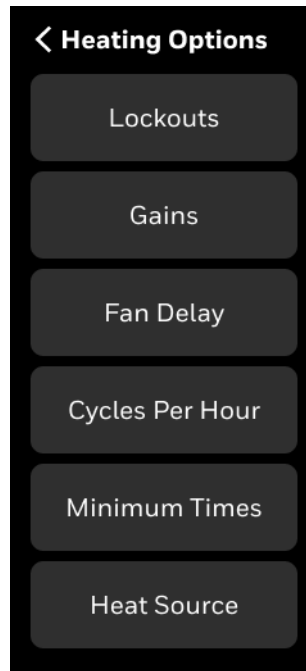 Heating Options
Lockouts
Gains
Fan Delay
Cycles Per Hour
Minimum Times
Heat Source